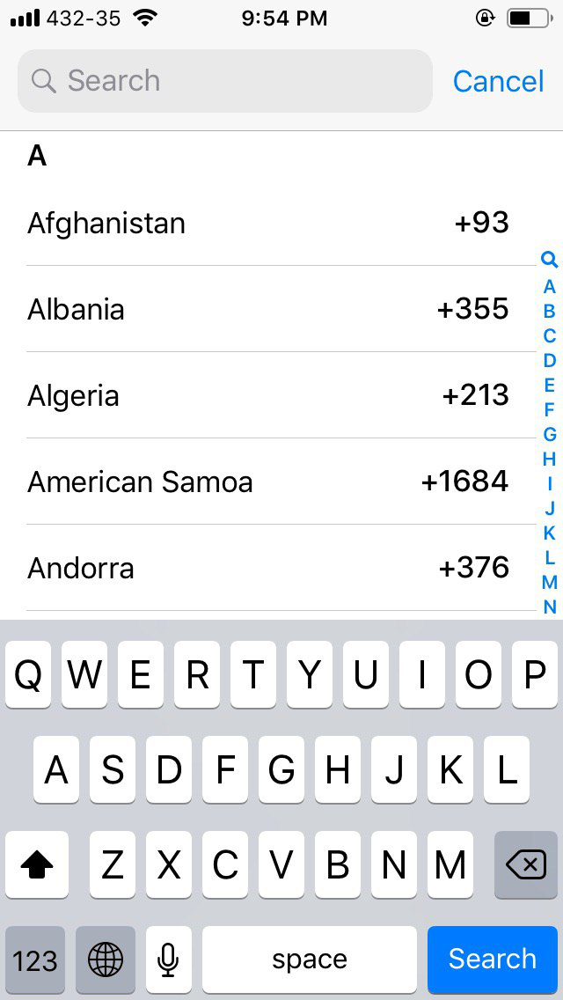 432-35 9:54 PM
Search Cancel
A
Afghanistan +93
Albania +355
Algeria +213
American Samoa +1684
Andorra +376
A
B
C
D
E
F
G
H
I
J
K
L
M
N
Q W E R T Y U I O P
A S D F G H J K L
Z X C V B N M
123 space Search